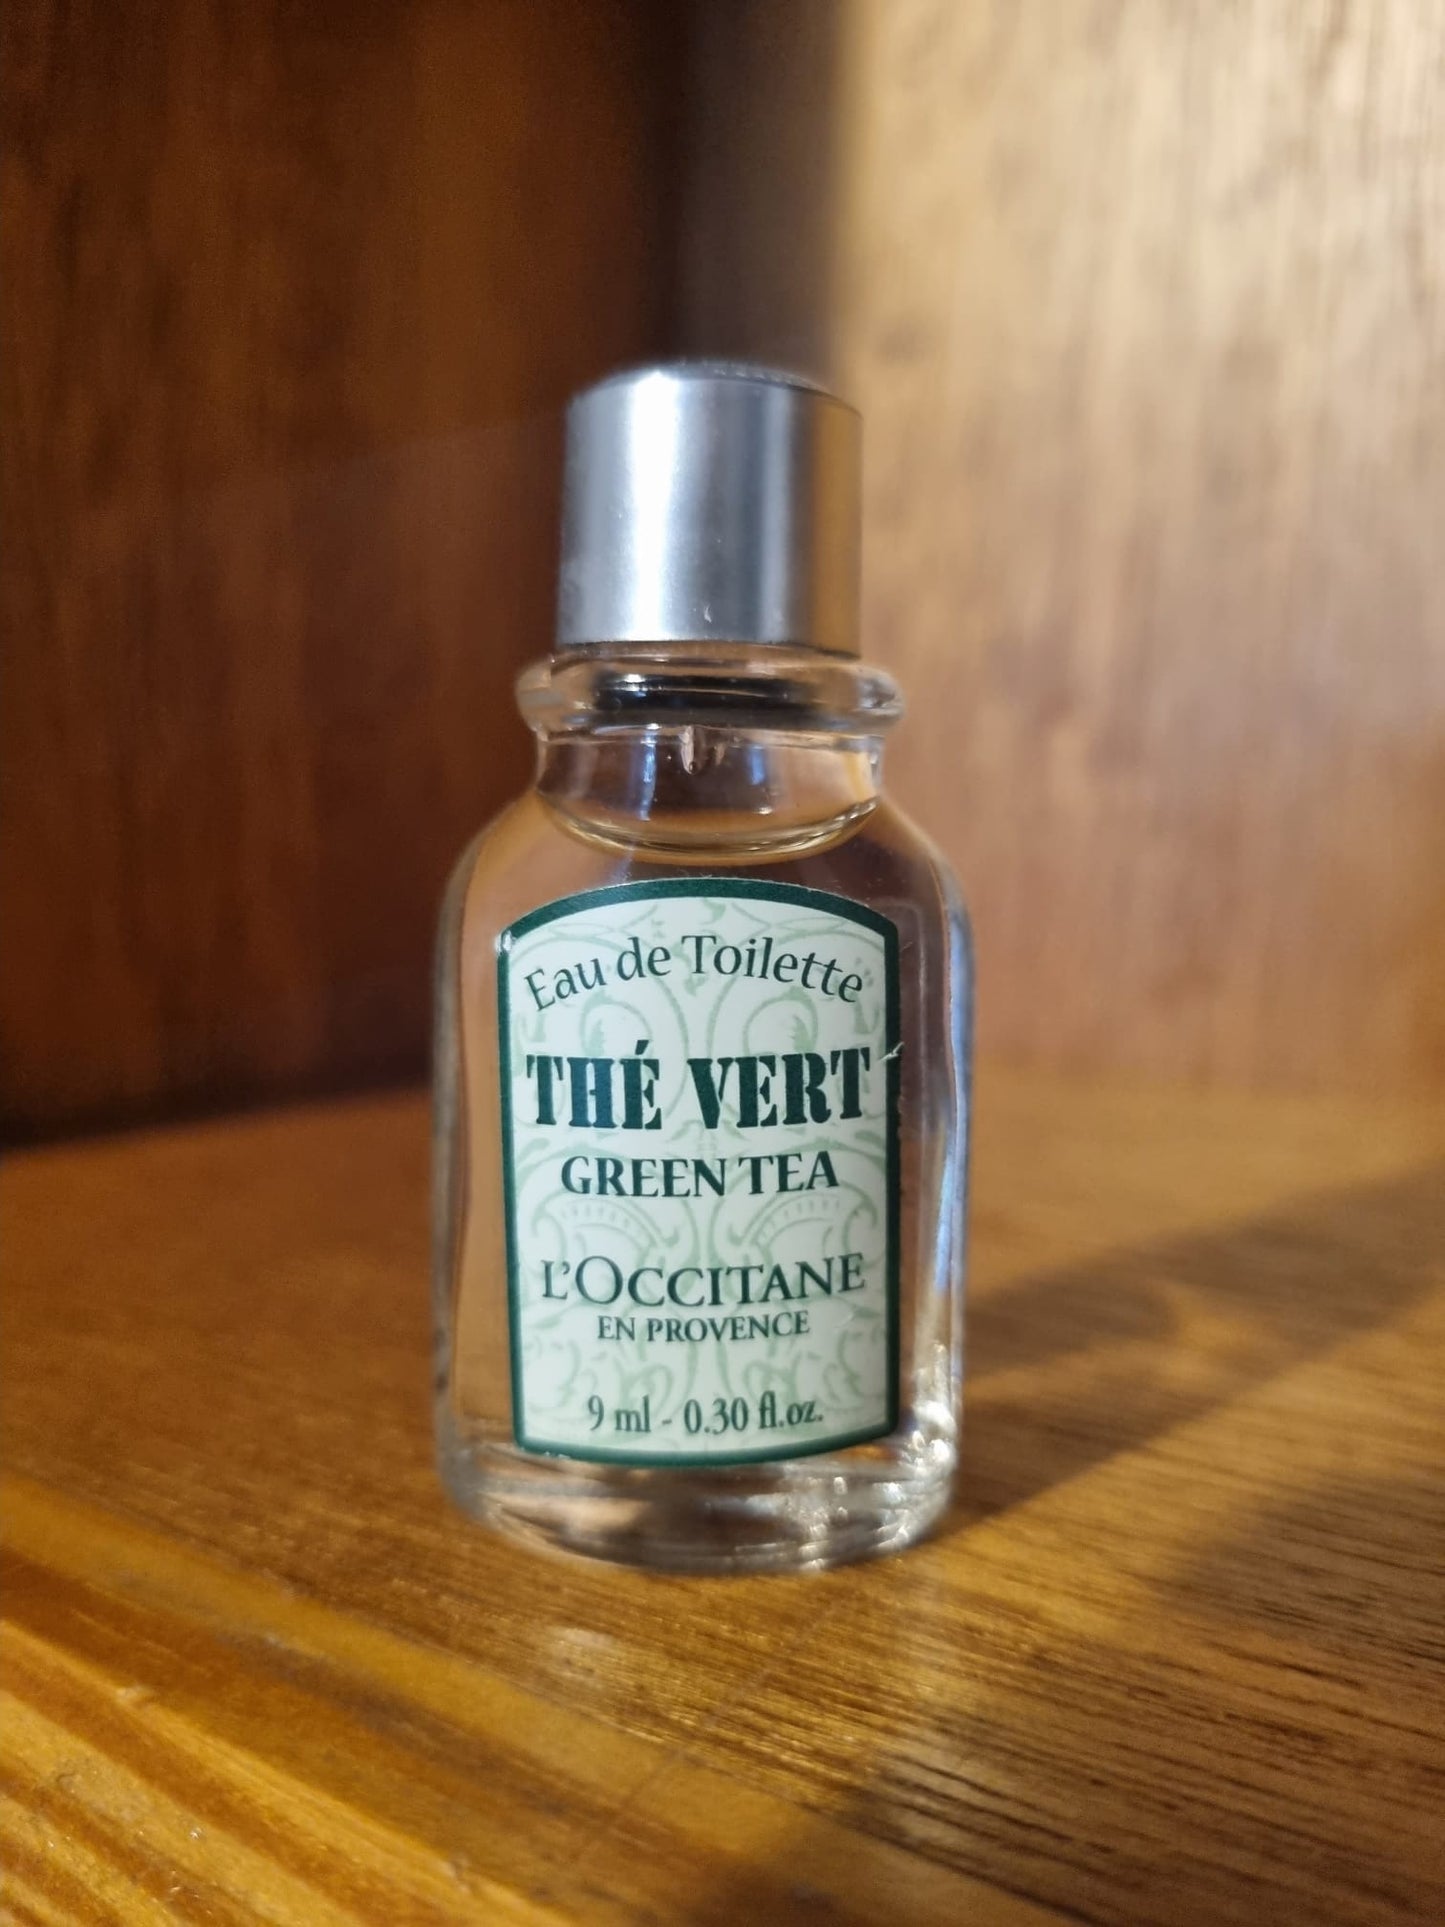 Eau de Toilette
THÉ VERT
GREEN TEA
L'OCCITANE
EN PROVENCE
9 ml - 0.30 fl.oz.